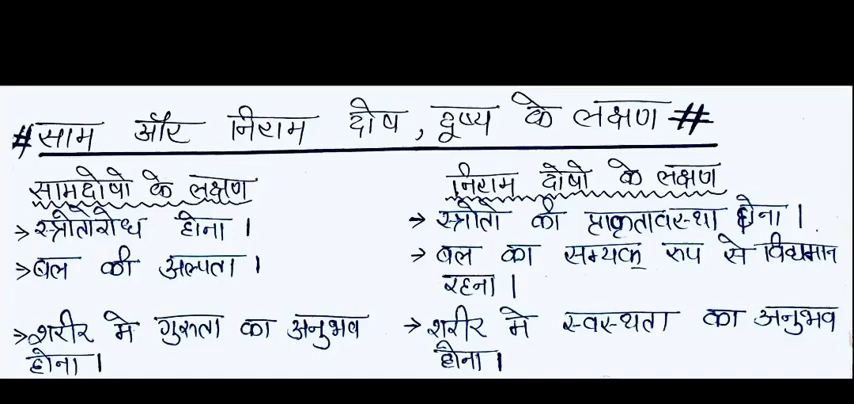 # साम और निराम दोष, दूष्य के लक्षण #
सामदोषो के लक्षण
→ स्त्रोतोरोध होना।
→ बल की अल्पता।
→ शरीर मे गुरुता का अनुभव
होना।
निराम दोषो के लक्षण
→ स्त्रोतो की प्राकृतावस्था होना।
→ बल का सम्यक् रुप से विद्यमान
रहना।
→ शरीर मे स्वस्थता का अनुभव
होना।